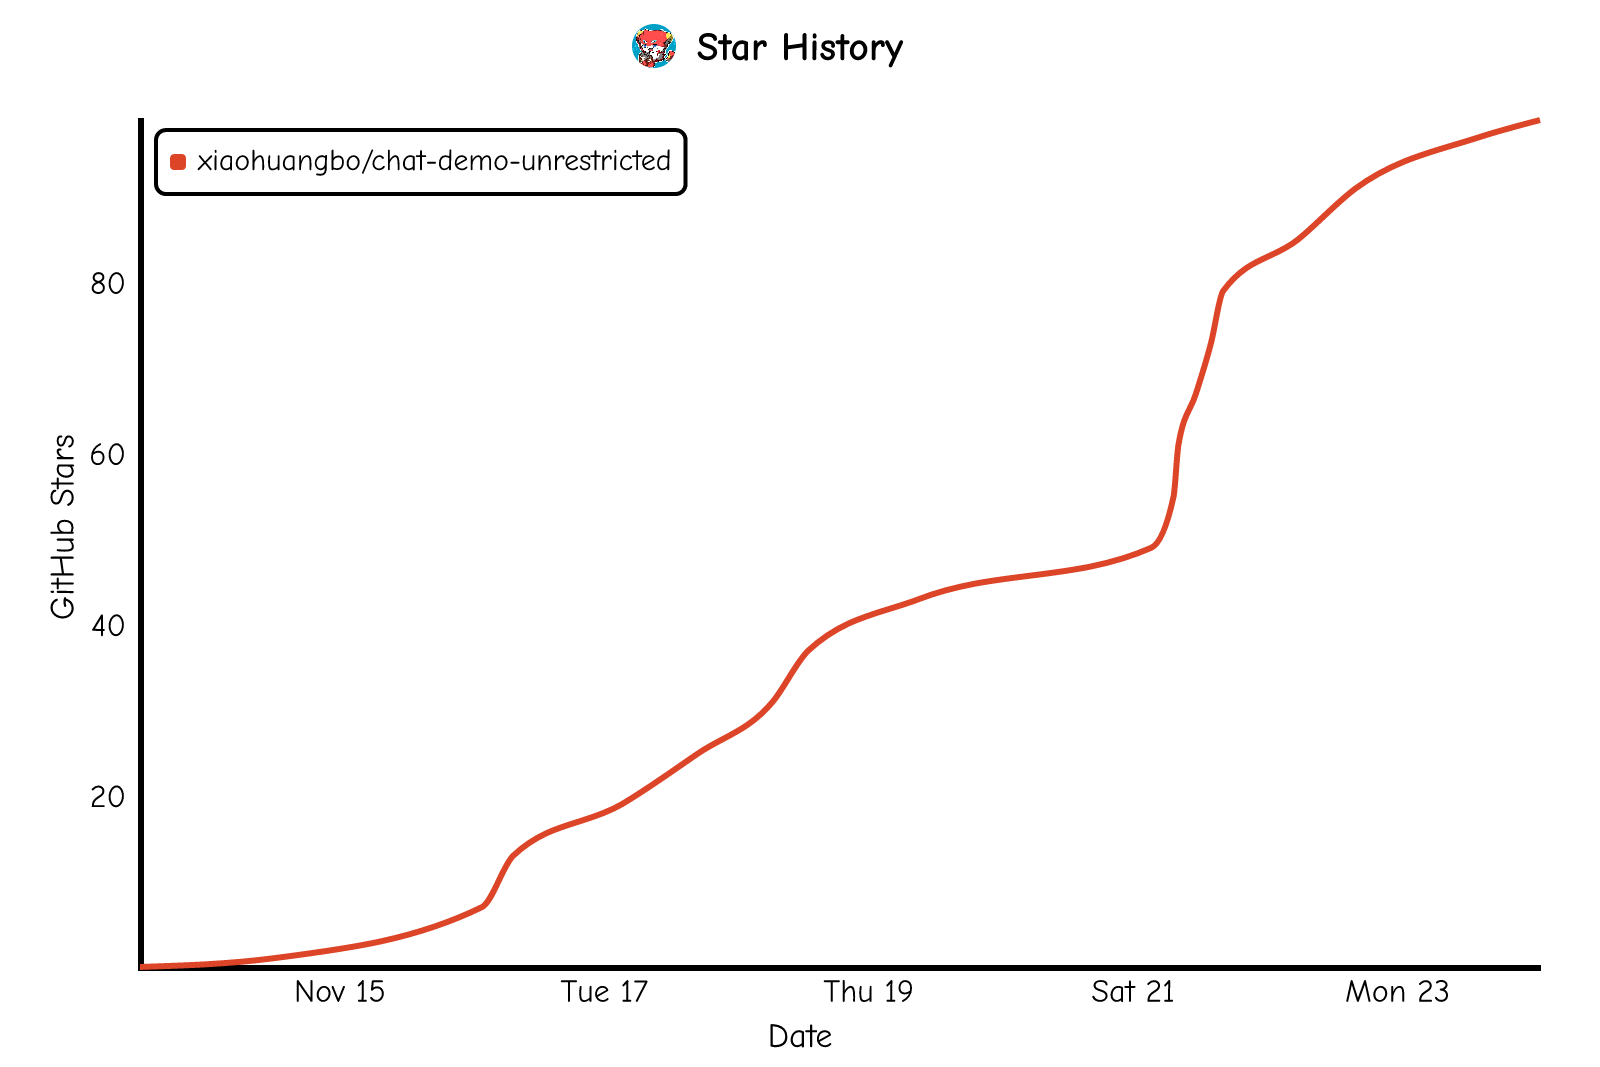 Star History
xiaohuangbo/chat-demo-unrestricted
80
60
40
20
GitHub Stars
Nov 15
Tue 17
Thu 19
Sat 21
Mon 23
Date